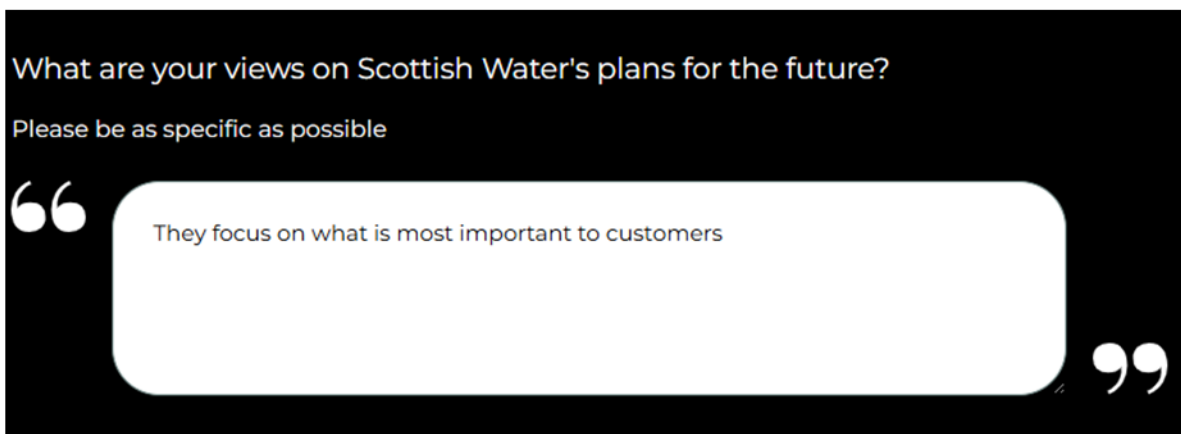 What are your views on Scottish Water's plans for the future?
Please be as specific as possible
“
They focus on what is most important to customers
”